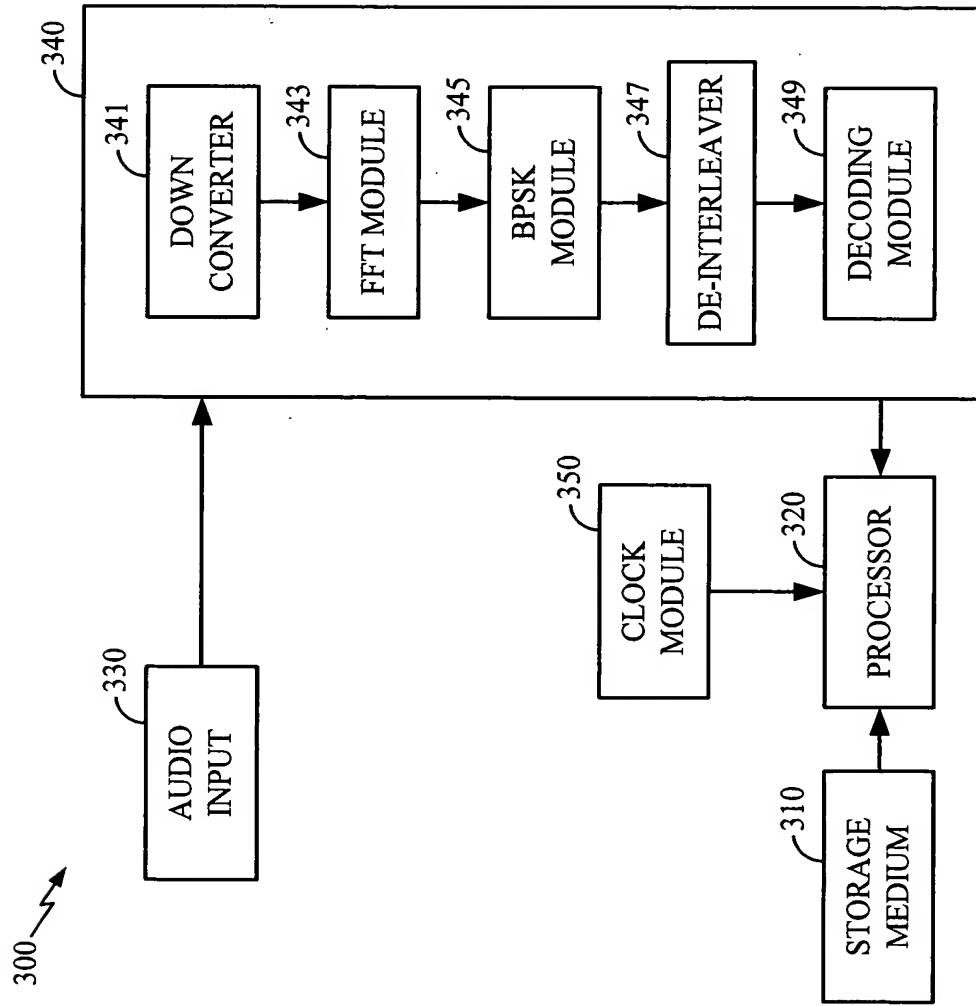 300
330
AUDIO
INPUT
340
341
DOWN
CONVERTER
343
FFT MODULE
345
BPSK
MODULE
347
DE-INTERLEAVER
349
DECODING
MODULE
350
CLOCK
MODULE
320
PROCESSOR
310
STORAGE
MEDIUM